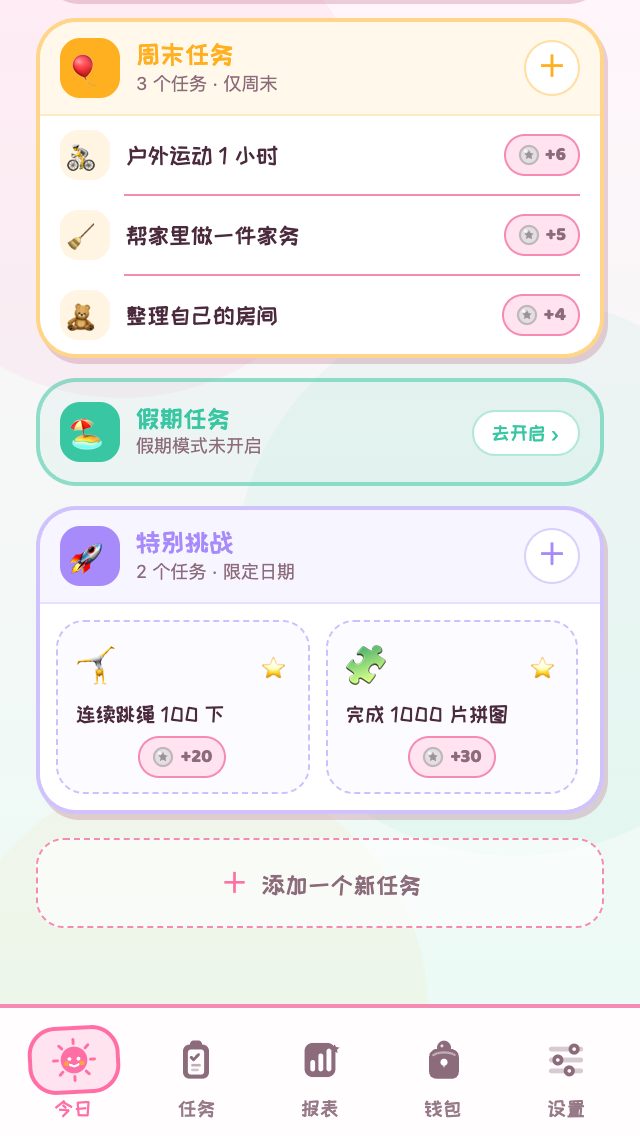 周末任务
3 个任务 · 仅周末
户外运动 1 小时
+6
帮家里做一件家务
+5
整理自己的房间
+4
假期任务
假期模式未开启
去开启 ›
特别挑战
2 个任务 · 限定日期
连续跳绳 100 下
+20
完成 1000 片拼图
+30
+ 添加一个新任务
今日
任务
报表
钱包
设置